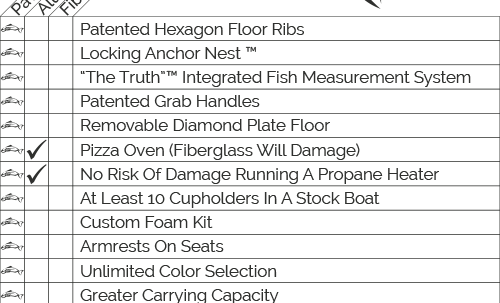 Patented Hexagon Floor Ribs
Locking Anchor Nest ™
"The Truth"™ Integrated Fish Measurement System
Patented Grab Handles
Removable Diamond Plate Floor
Pizza Oven (Fiberglass Will Damage)
No Risk Of Damage Running A Propane Heater
At Least 10 Cupholders In A Stock Boat
Custom Foam Kit
Armrests On Seats
Unlimited Color Selection
Greater Carrying Capacity